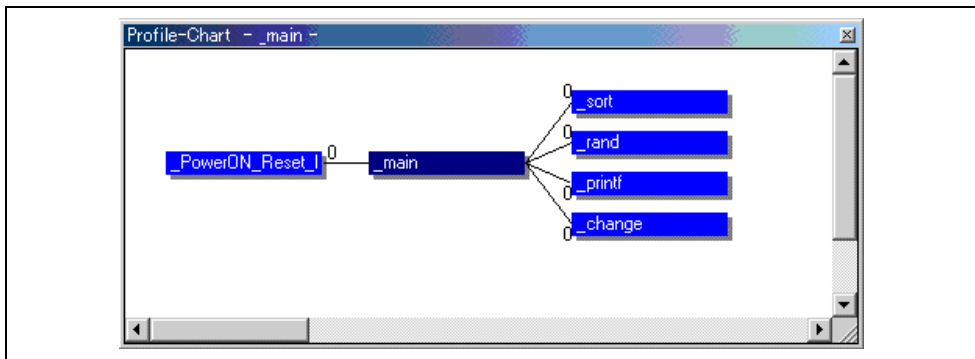 Profile-Chart - _main -
0
_sort
0
_rand
_PowerON_Reset_I
0
_main
_printf
0
_change
0